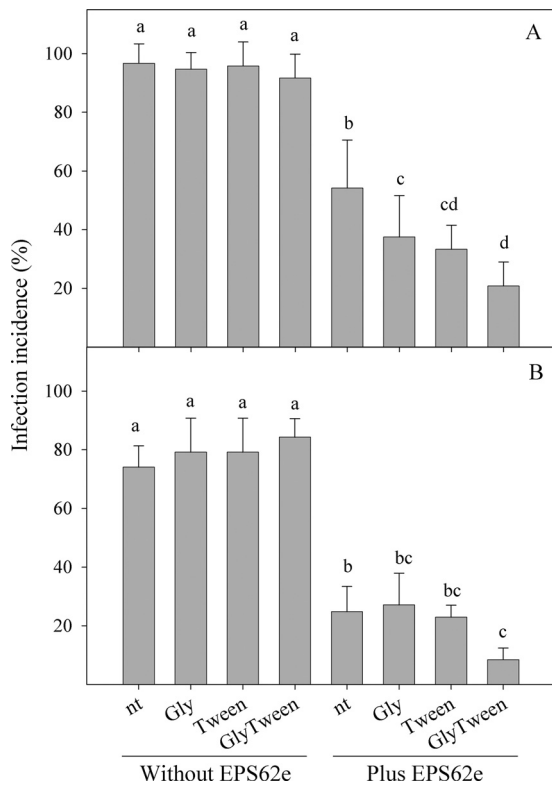 A
a a a a
100
80
b
60
c
cd
40
d
20
Infection incidence (%)
B
100
a a a a
80
60
40
b bc bc
20
c
nt Gly Tween GlyTween nt Gly Tween GlyTween
Without EPS62e Plus EPS62e